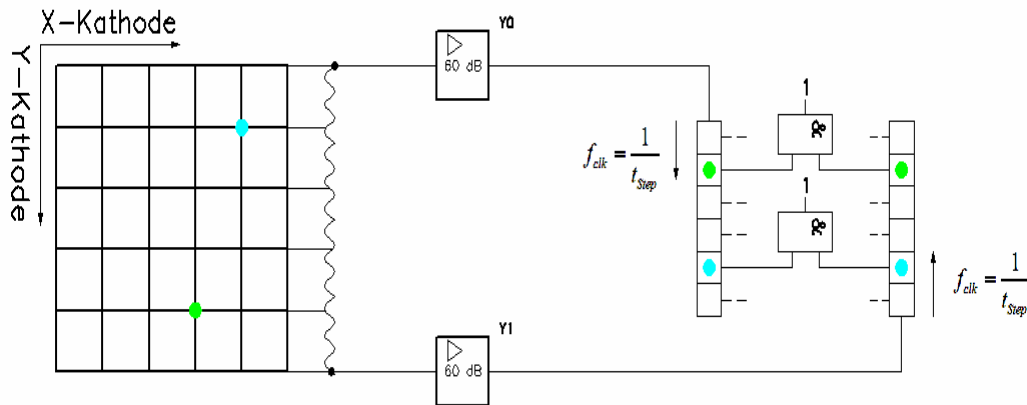 X-Kathode
Y-Kathode
Y0
60 dB
f_clk = 1/t_Step
1
&
1
&
f_clk = 1/t_Step
Y1
60 dB